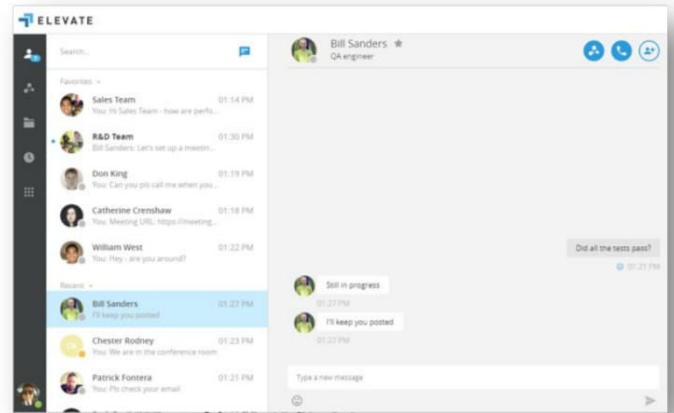 ELEVATE
Search...
Favorites
Sales Team 01:14 PM
You: Hi Sales Team - how are perfo...
R&D Team 01:30 PM
Bill Sanders: Let's set up a meetin...
Don King 01:19 PM
You: Can you pls call me when you...
Catherine Crenshaw 01:18 PM
You: Meeting URL: https://meeting...
William West 01:22 PM
You: Hey - are you around?
Recent
Bill Sanders 01:27 PM
I'll keep you posted
Chester Rodney 01:23 PM
You: We are in the conference room
Patrick Fontera 01:21 PM
You: Pls check your email
Bill Sanders
QA engineer
Did all the tests pass?
01:21 PM
Still in progress
01:27 PM
I'll keep you posted
01:27 PM
Type a new message